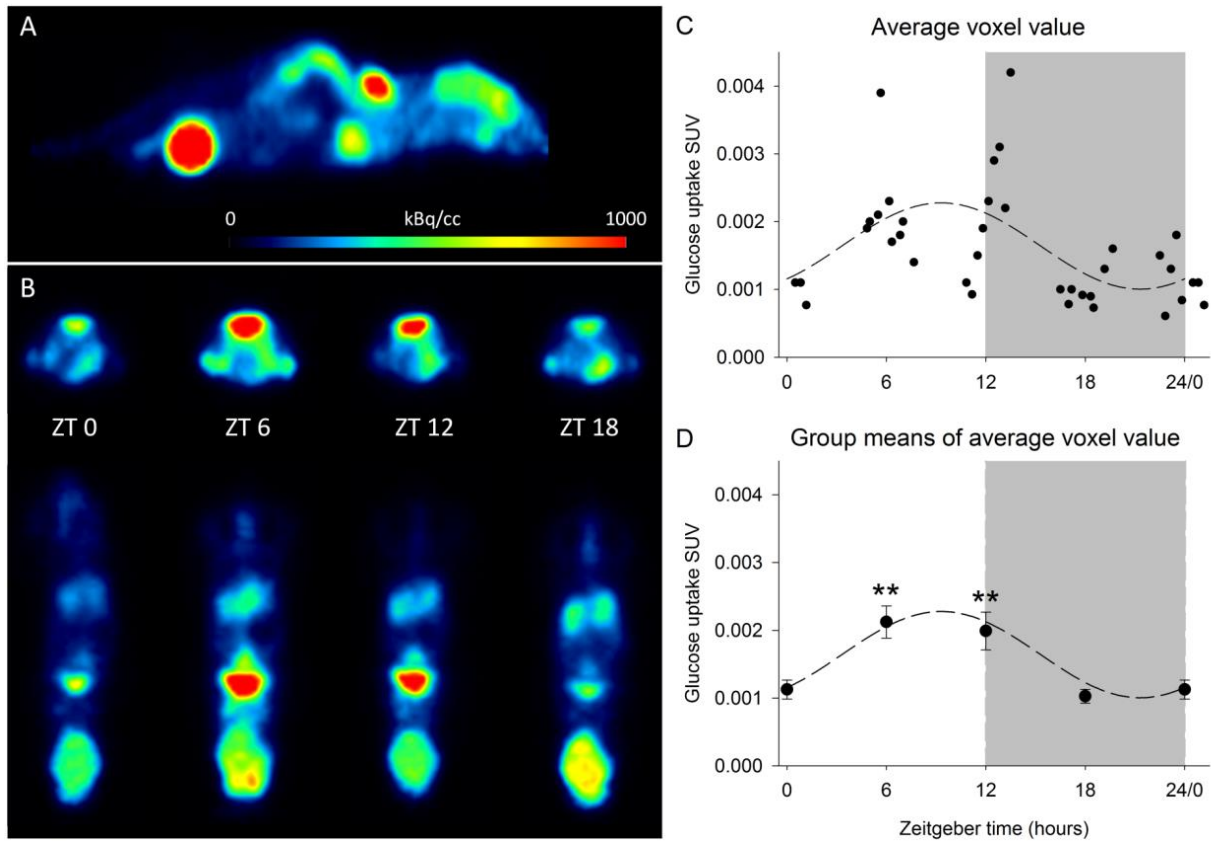 A
0 kBq/cc 1000
B
ZT 0 ZT 6 ZT 12 ZT 18
C Average voxel value
Glucose uptake SUV
0.004
0.003
0.002
0.001
0.000
0 6 12 18 24/0
D Group means of average voxel value
Glucose uptake SUV
0.004
0.003
0.002
0.001
0.000
** **
0 6 12 18 24/0
Zeitgeber time (hours)